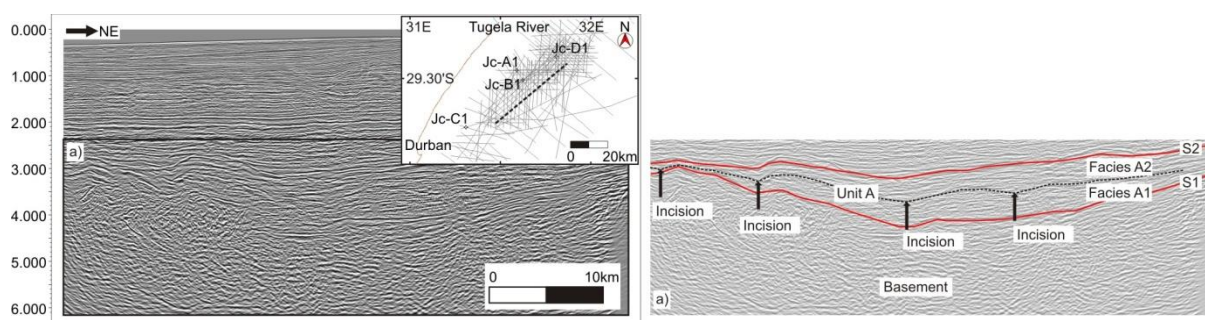 0.000
1.000
2.000
3.000
4.000
5.000
6.000
NE
a)
0 10km
31E Tugela River 32E N
Jc-D1
Jc-A1
29.30'S
Jc-B1
Jc-C1
Durban
0 20km
S2
Facies A2
Unit A
Facies A1
S1
Incision
Incision
Incision
Incision
Basement
a)